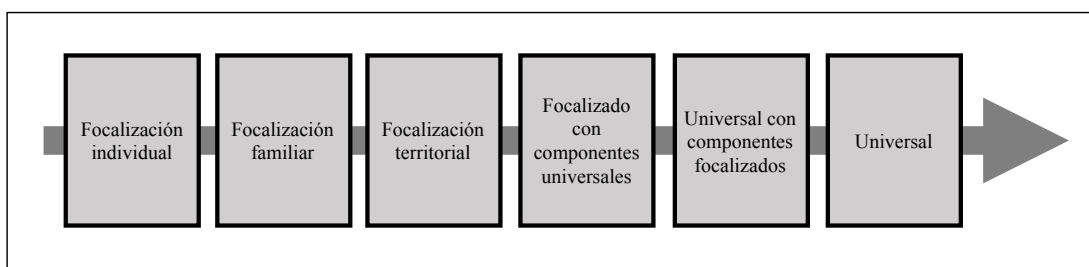 Focalización
individual
Focalización
familiar
Focalización
territorial
Focalizado
con
componentes
universales
Universal con
componentes
focalizados
Universal